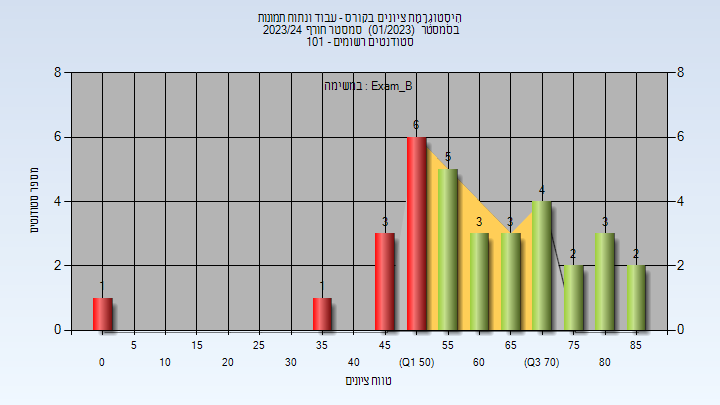 היסטוגרמת ציונים בקורס - עבוד ונתוח תמונות
בסמסטר (01/2023) סמסטר חורף 2023/24
סטודנטים רשומים - 101
במשימה : Exam_B
מספר סטודנטים
8 8
6 6
4 4
2 2
0 0
1 1 3 6 5 3 3 4 2 3 2
5 15 25 35 45 55 65 75 85
0 10 20 30 40 (Q1 50) 60 (Q3 70) 80
טווח ציונים